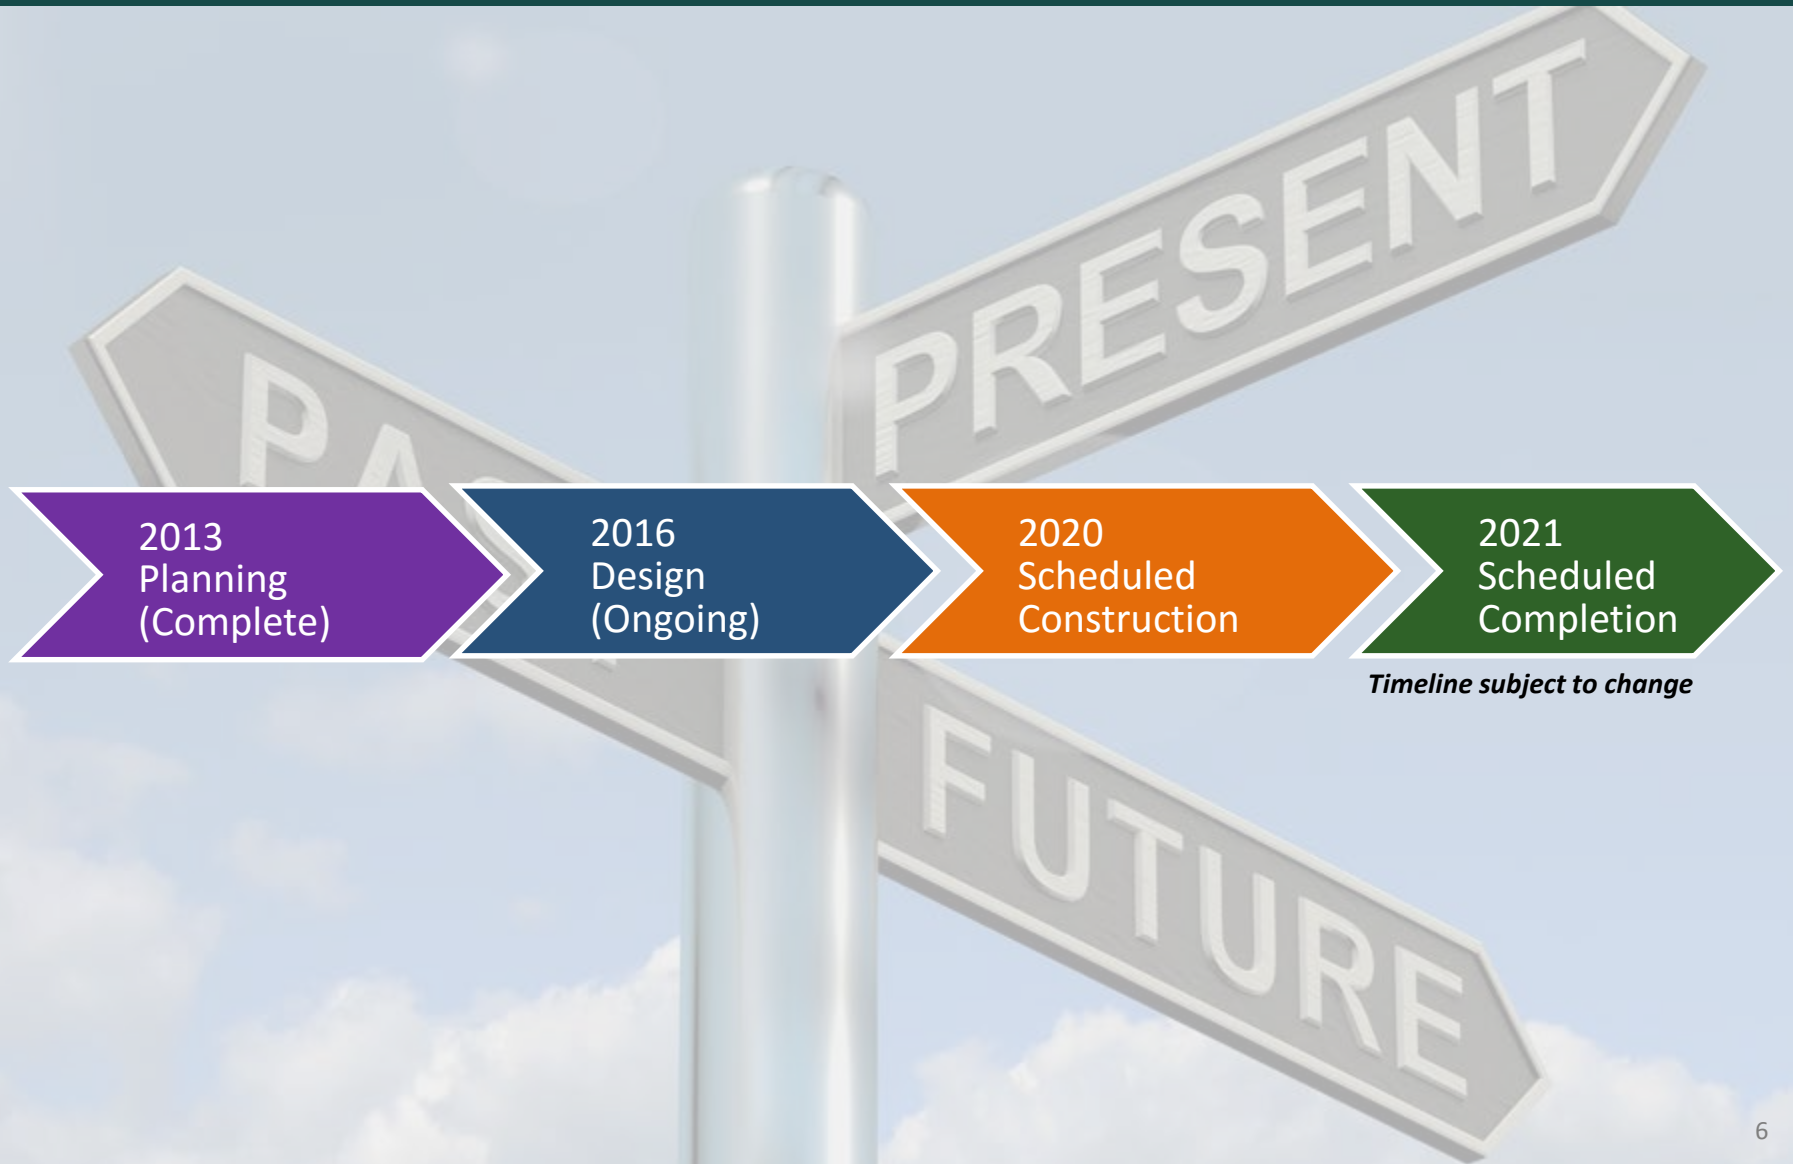 PRESENT
2013
Planning
(Complete)
2016
Design
(Ongoing)
2020
Scheduled
Construction
2021
Scheduled
Completion
Timeline subject to change
FUTURE
6